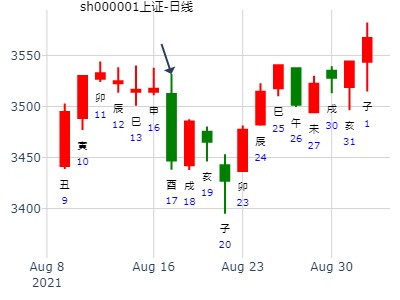 sh000001上证-日线
3550
3500
3450
3400
丑
9
寅
10
卯
11
辰
12
巳
13
申
16
酉
17
戌
18
亥
19
子
20
卯
23
辰
24
巳
25
午
26
未
27
戌
30
亥
31
子
1
Aug 8
2021
Aug 16
Aug 23
Aug 30